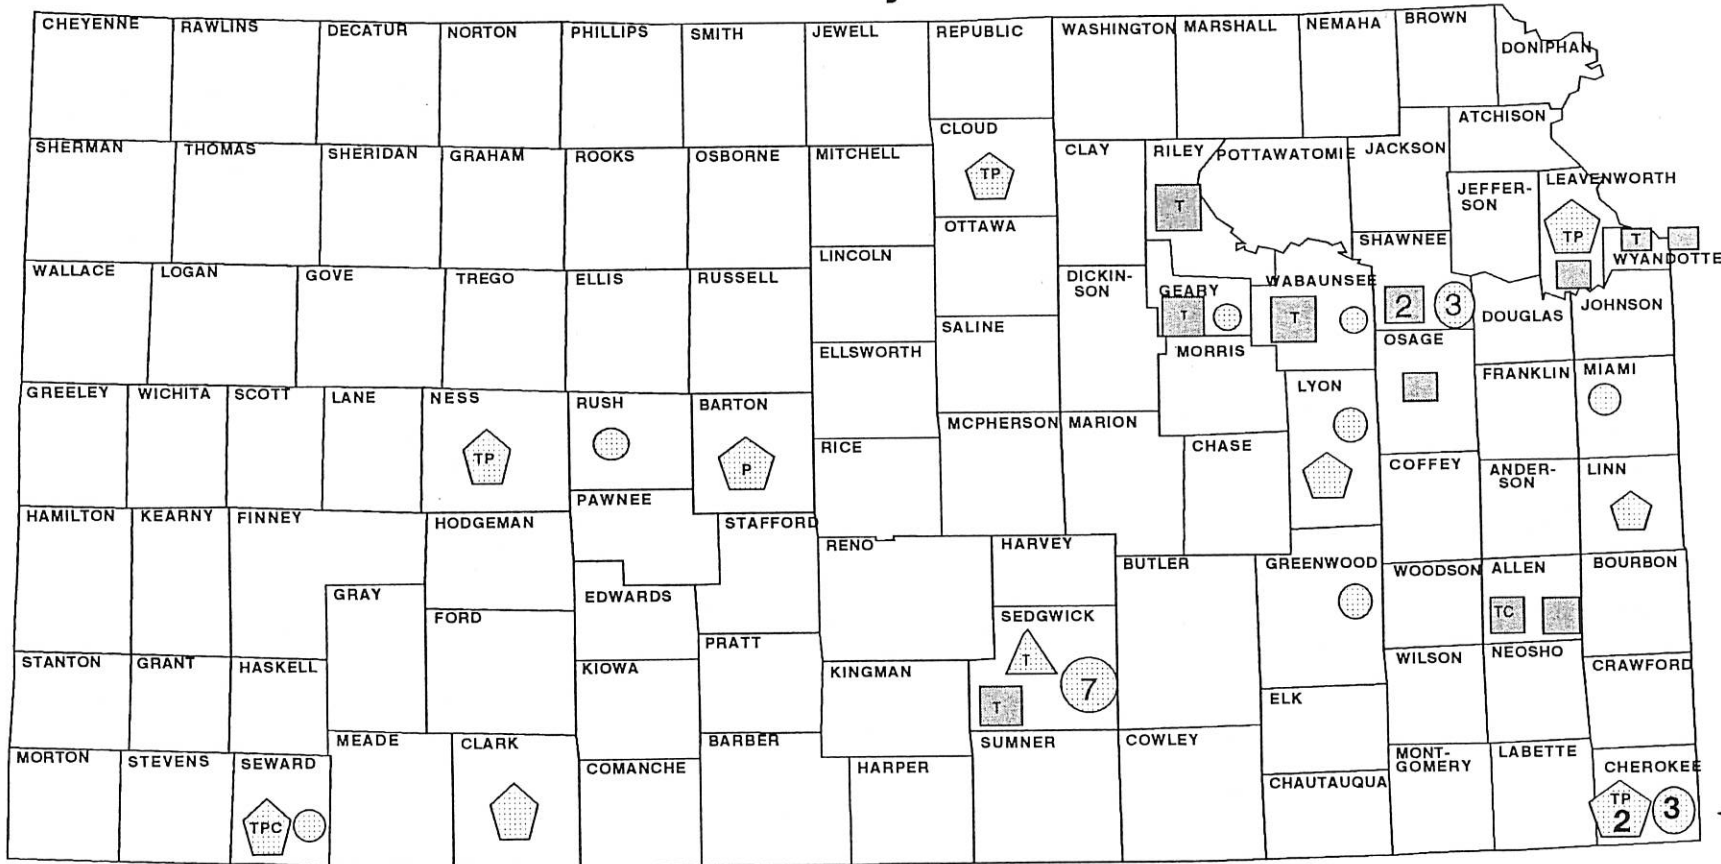 CHEYENNE RAWLINS DECATUR NORTON PHILLIPS SMITH JEWELL REPUBLIC WASHINGTON MARSHALL NEMAHA BROWN
DONIPHAN
ATCHISON
CLOUD
SHERMAN THOMAS SHERIDAN GRAHAM ROOKS OSBORNE MITCHELL CLAY RILEY POTTAWATOMIE JACKSON
TP
JEFFER-
SON
LEAVENWORTH
T
OTTAWA
SHAWNEE
TP
T
WYANDOTTE
LINCOLN
WALLACE LOGAN GOVE TREGO ELLIS RUSSELL
DICKIN-
SON
GEARY
WABAUNSEE
T
T
2
3
DOUGLAS
JOHNSON
SALINE
OSAGE
ELLSWORTH
MORRIS
FRANKLIN
MIAMI
LYON
GREELEY WICHITA SCOTT LANE NESS RUSH BARTON
MCPHERSON MARION
RICE
CHASE
TP
P
COFFEY
ANDER-
SON
LINN
PAWNEE
HAMILTON KEARNY FINNEY HODGEMAN STAFFORD
RENO
HARVEY
BUTLER
GREENWOOD
WOODSON
ALLEN
BOURBON
GRAY
EDWARDS
FORD
SEDGWICK
TC
PRATT
T
STANTON GRANT HASKELL KIOWA KINGMAN
7
WILSON
NEOSHO
CRAWFORD
T
ELK
MEADE
CLARK
BARBER
SUMNER
COWLEY
MORTON STEVENS SEWARD COMANCHE HARPER
CHAUTAUQUA
MONT-
GOMERY
LABETTE
CHEROKEE
TPC
TP
2
3